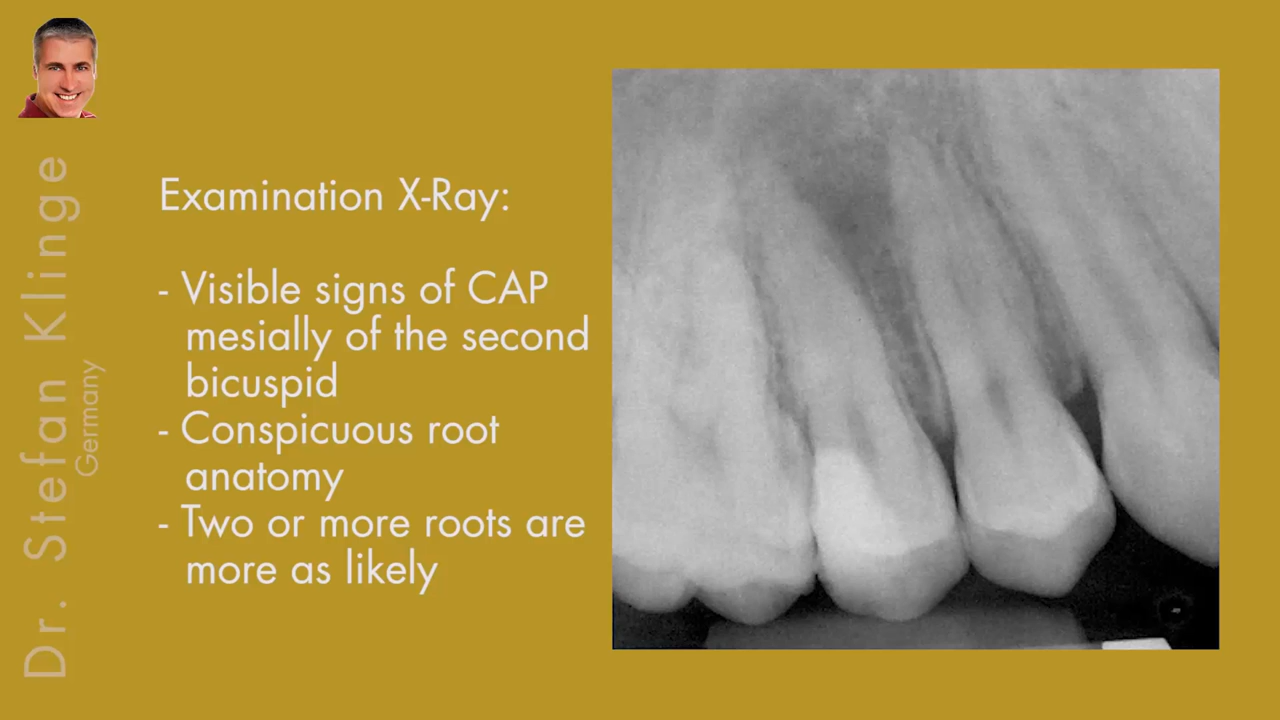 Dr. Stefan Klinge
Germany
Examination X-Ray:
- Visible signs of CAP
mesially of the second
bicuspid
- Conspicuous root
anatomy
- Two or more roots are
more as likely